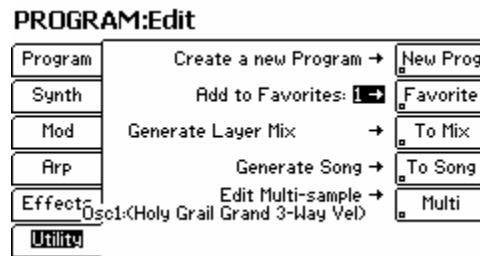 PROGRAM:Edit
Program Create a new Program → New Prog
Synth Add to Favorites: 1 → Favorite
Mod Generate Layer Mix → To Mix
Arp Generate Song → To Song
Effects Edit Multi-sample → Multi
Osc1:(Holy Grail Grand 3-Way Vel)
Utility